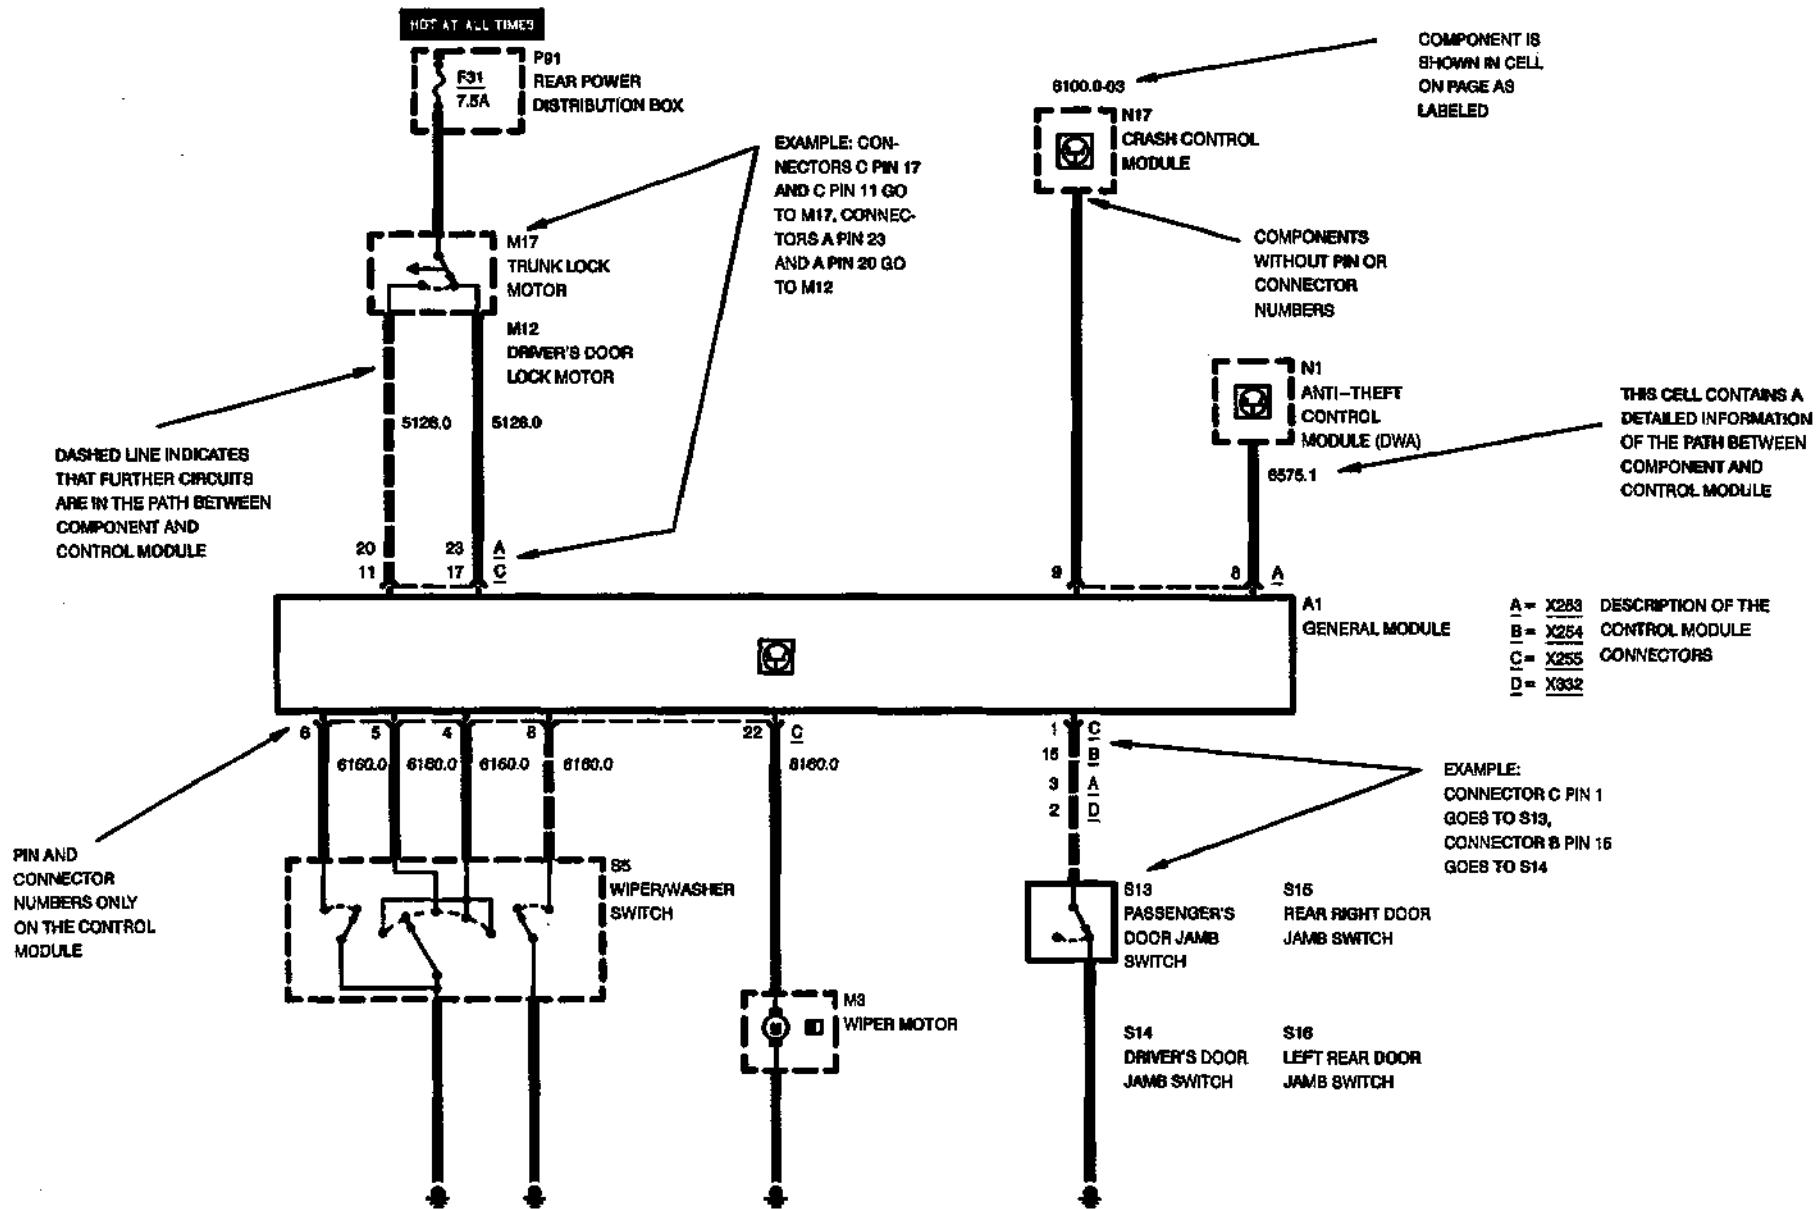 HOT AT ALL TIMES
F31
7.5A
P91
REAR POWER
DISTRIBUTION BOX
EXAMPLE: CON-
NECTORS C PIN 17
AND C PIN 11 GO
TO M17, CONNEC-
TORS A PIN 23
AND A PIN 20 GO
TO M12
6100.0-03
COMPONENT IS
SHOWN IN CELL
ON PAGE AS
LABELED
N17
CRASH CONTROL
MODULE
COMPONENTS
WITHOUT PIN OR
CONNECTOR
NUMBERS
M17
TRUNK LOCK
MOTOR
M12
DRIVER'S DOOR
LOCK MOTOR
5126.0 5126.0
DASHED LINE INDICATES
THAT FURTHER CIRCUITS
ARE IN THE PATH BETWEEN
COMPONENT AND
CONTROL MODULE
N1
ANTI-THEFT
CONTROL
MODULE (DWA)
6575.1
THIS CELL CONTAINS A
DETAILED INFORMATION
OF THE PATH BETWEEN
COMPONENT AND
CONTROL MODULE
20 23 A
11 17 C
9 8 A
A1
GENERAL MODULE
A = X253 DESCRIPTION OF THE
B = X254 CONTROL MODULE
C = X255 CONNECTORS
D = X332
6 5 4 8 22 C
6160.0 6160.0 6160.0 6160.0 6160.0
1 C
15 B
3 A
2 D
EXAMPLE:
CONNECTOR C PIN 1
GOES TO S13,
CONNECTOR B PIN 15
GOES TO S14
PIN AND
CONNECTOR
NUMBERS ONLY
ON THE CONTROL
MODULE
S5
WIPER/WASHER
SWITCH
M
M3
WIPER MOTOR
S13
PASSENGER'S
DOOR JAMB
SWITCH
S15
REAR RIGHT DOOR
JAMB SWITCH
S14
DRIVER'S DOOR
JAMB SWITCH
S16
LEFT REAR DOOR
JAMB SWITCH